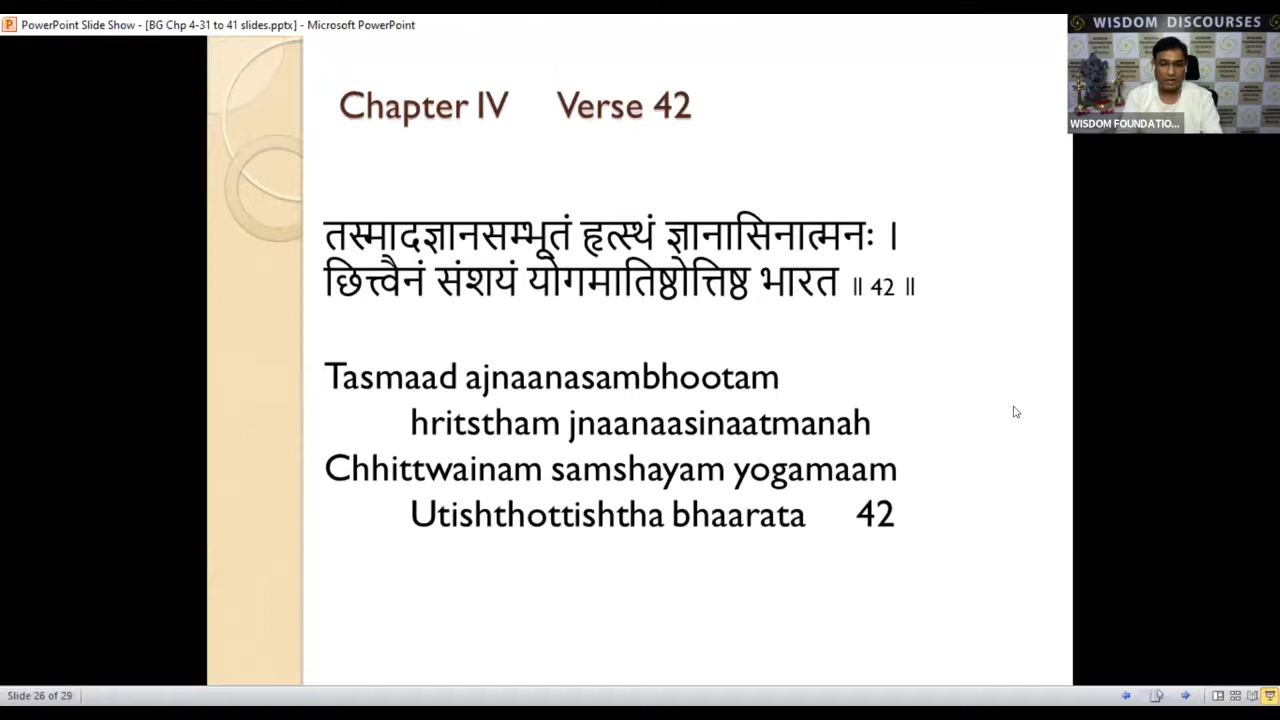 PowerPoint Slide Show - [BG Chp 4-31 to 41 slides.pptx] - Microsoft PowerPoint
WISDOM DISCOURSES
WISDOM FOUNDATIO...
Chapter IV Verse 42
तस्मादज्ञानसम्भूतं हृत्स्थं ज्ञानासिनात्मनः ।
छित्त्वैनं संशयं योगमातिष्ठोत्तिष्ठ भारत ॥ 42 ॥
Tasmaad ajnaanasambhootam
hritstham jnaanaasinaatmanah
Chhittwainam samshayam yogamaam
Utishthottishtha bhaarata 42
Slide 26 of 29